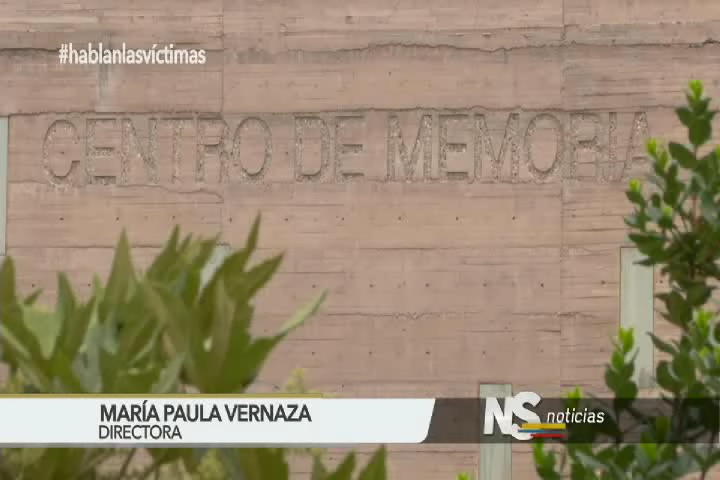 #hablanlasvíctimas
CENTRO DE MEMORIA
MARÍA PAULA VERNAZA
DIRECTORA
NS noticias